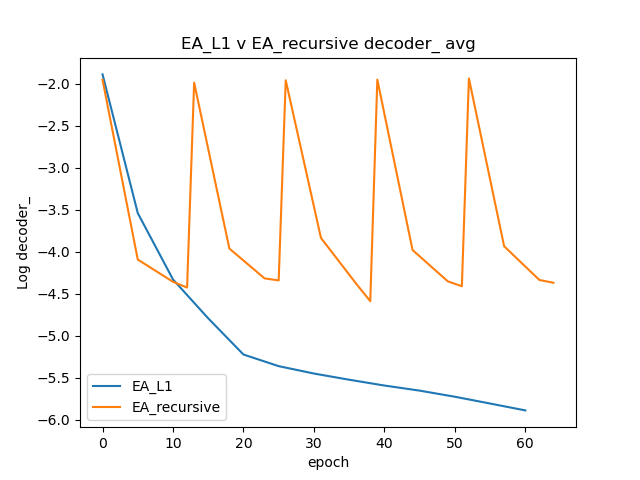 EA_L1 v EA_recursive decoder_ avg
Log decoder_
−2.0
−2.5
−3.0
−3.5
−4.0
−4.5
−5.0
−5.5
−6.0
EA_L1
EA_recursive
0 10 20 30 40 50 60
epoch